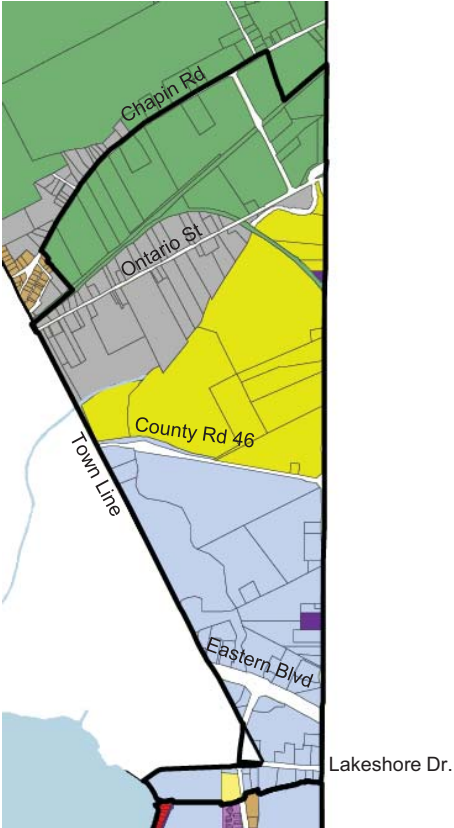 Chapin Rd
Ontario St
County Rd 46
Town Line
Eastern Blvd
Lakeshore Dr.